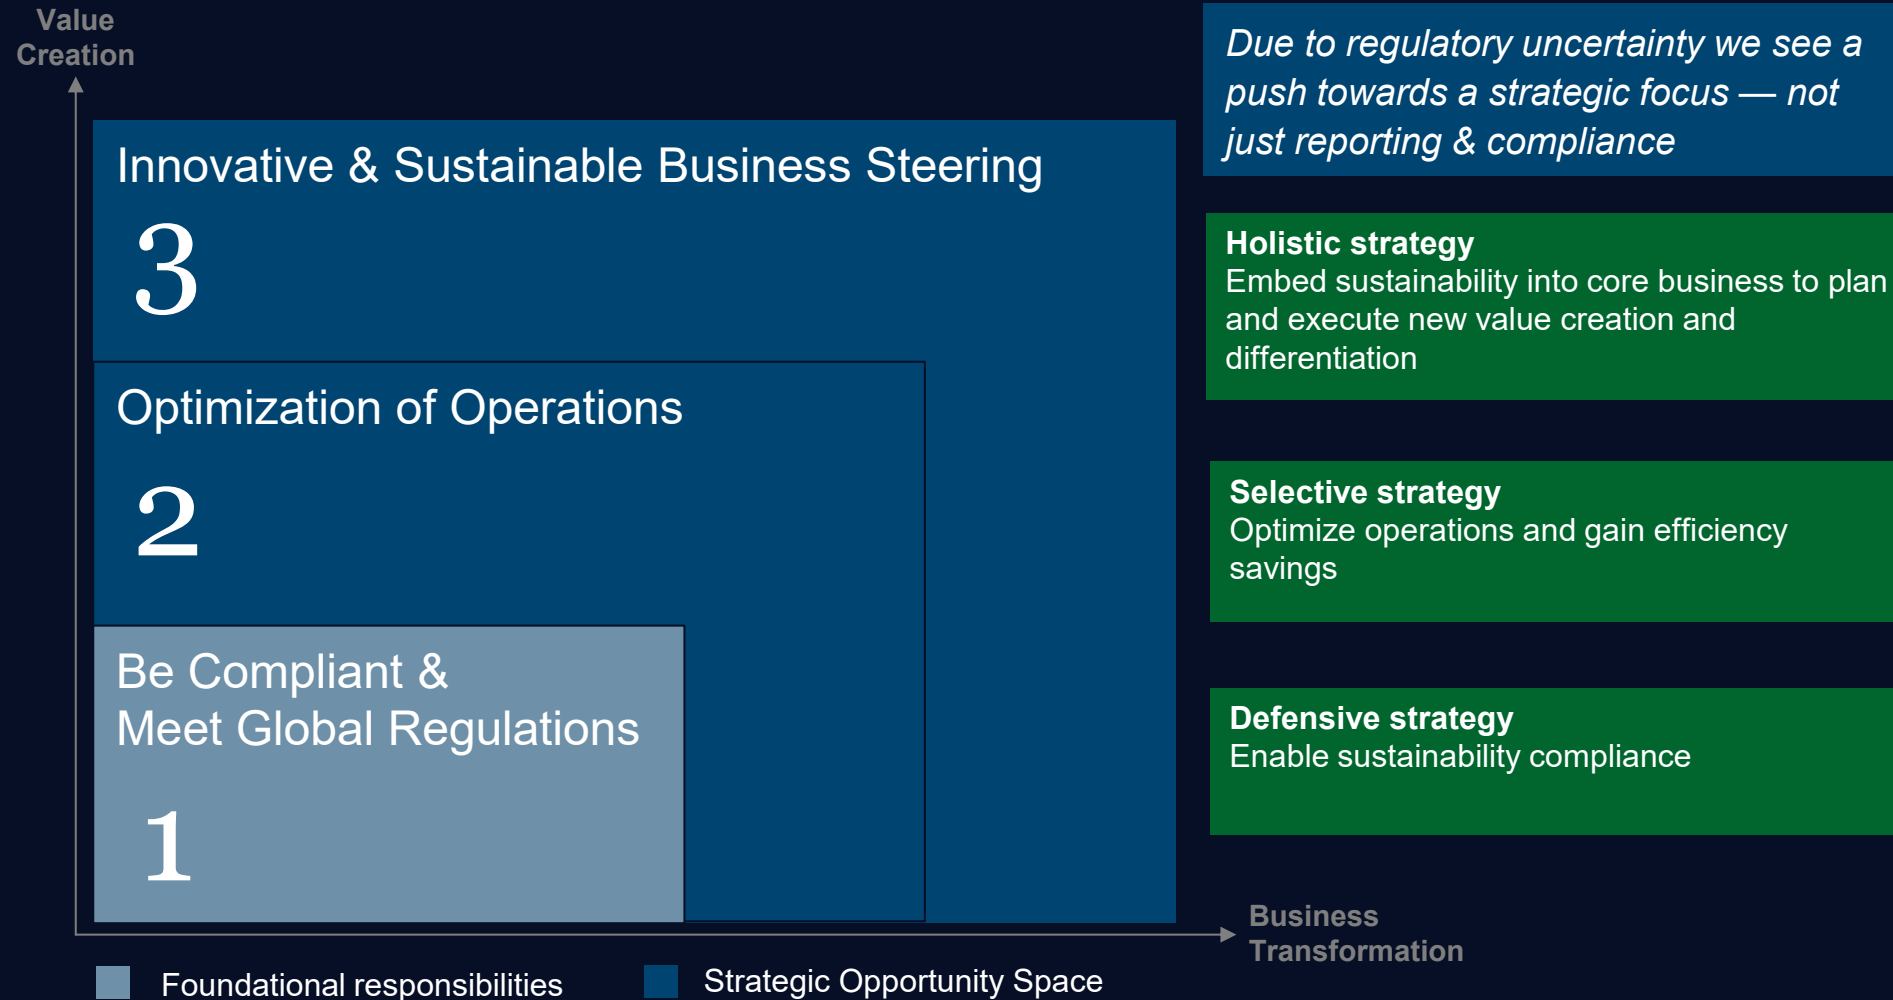 Value
Creation
Due to regulatory uncertainty we see a
push towards a strategic focus — not
just reporting & compliance
Innovative & Sustainable Business Steering
3
Holistic strategy
Embed sustainability into core business to plan
and execute new value creation and
differentiation
Optimization of Operations
2
Selective strategy
Optimize operations and gain efficiency
savings
Be Compliant &
Meet Global Regulations
1
Defensive strategy
Enable sustainability compliance
Business
Transformation
Foundational responsibilities
Strategic Opportunity Space